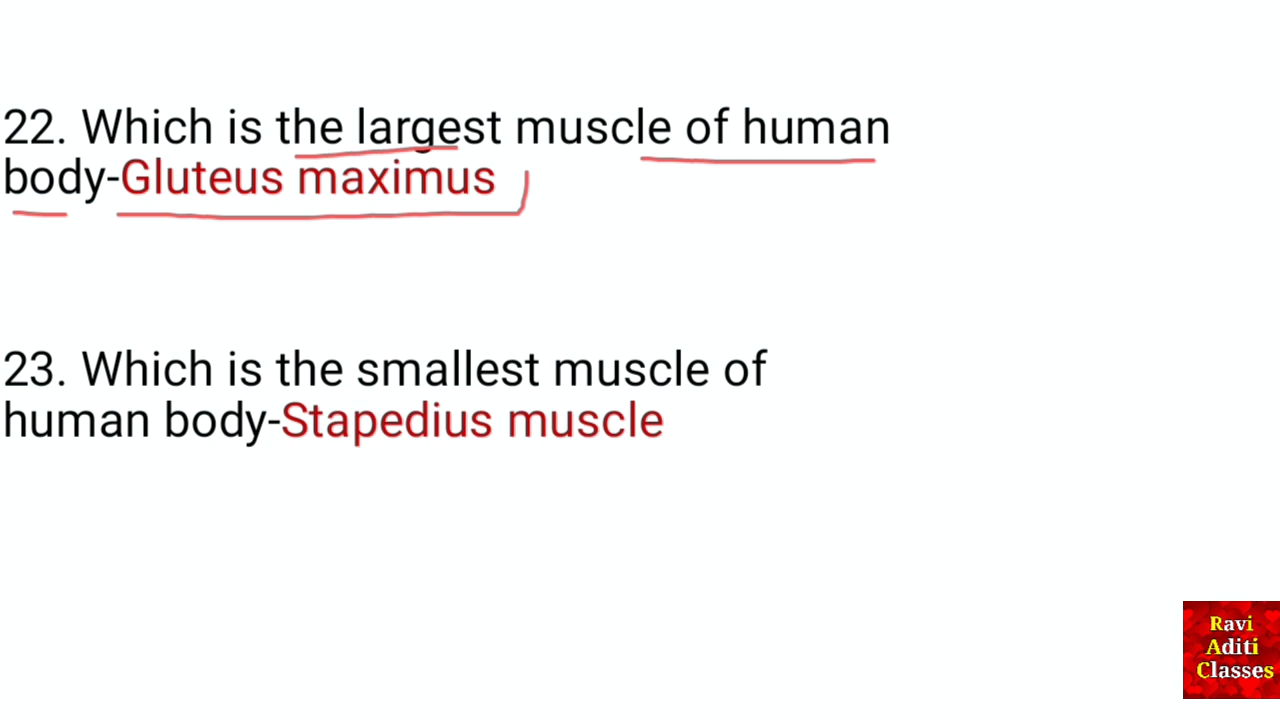 22. Which is the largest muscle of human
body-Gluteus maximus
23. Which is the smallest muscle of
human body-Stapedius muscle
Ravi
Aditi
Classes